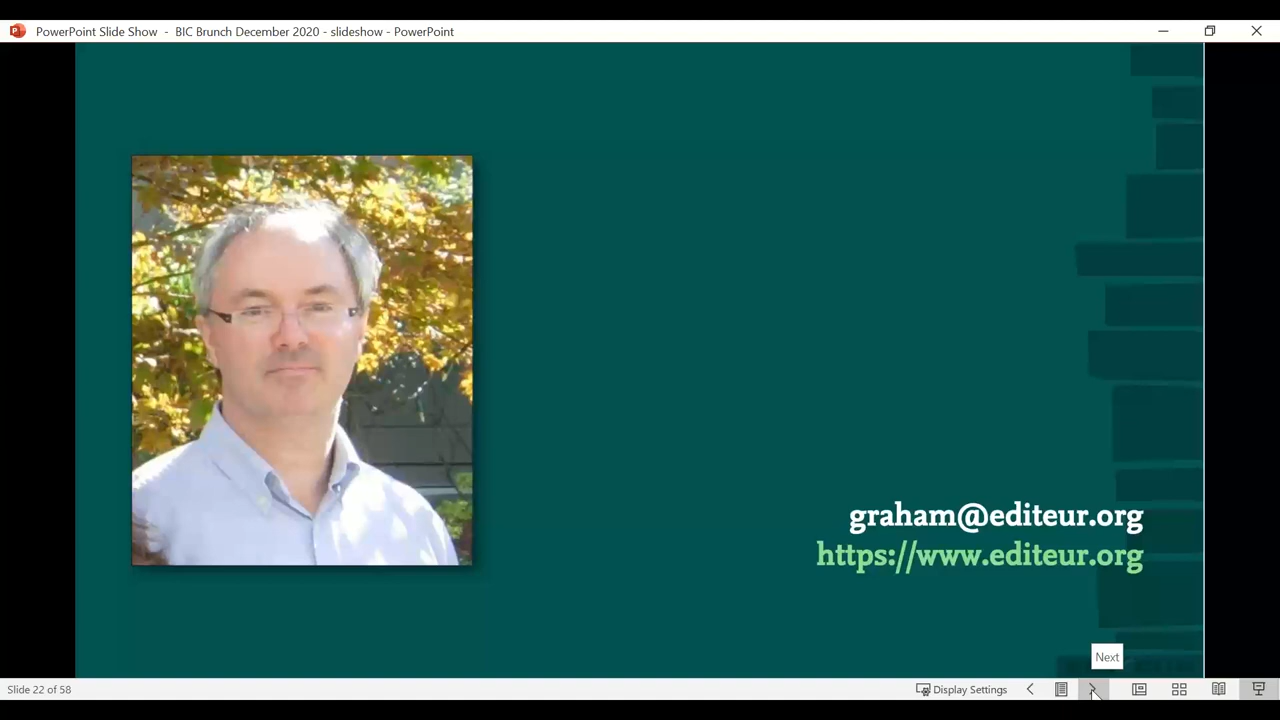 PowerPoint Slide Show - BIC Brunch December 2020 - slideshow - PowerPoint
graham@editeur.org
https://www.editeur.org
Next
Slide 22 of 58
Display Settings